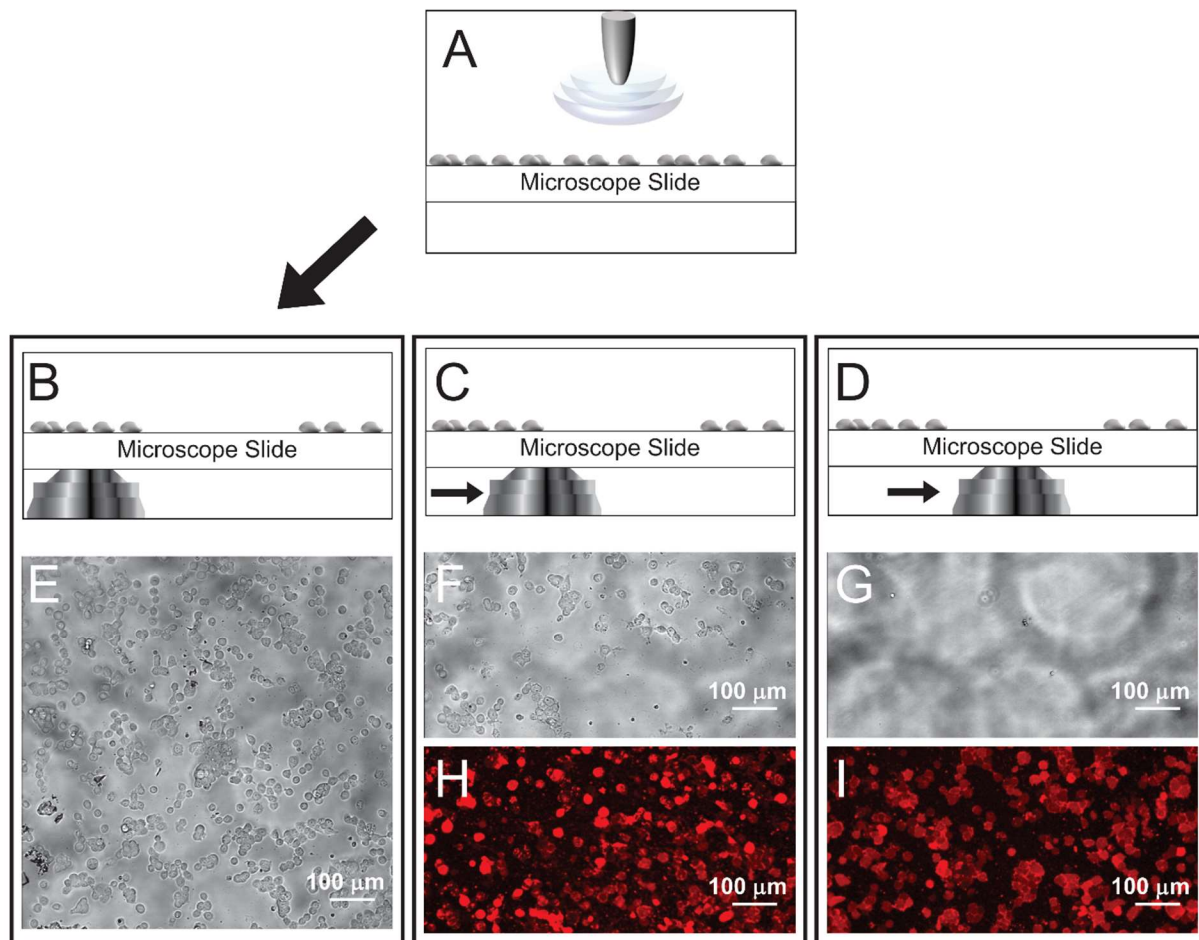 A
Microscope Slide
B
Microscope Slide
C
Microscope Slide
D
Microscope Slide
E
100 μm
F
100 μm
G
100 μm
H
100 μm
I
100 μm